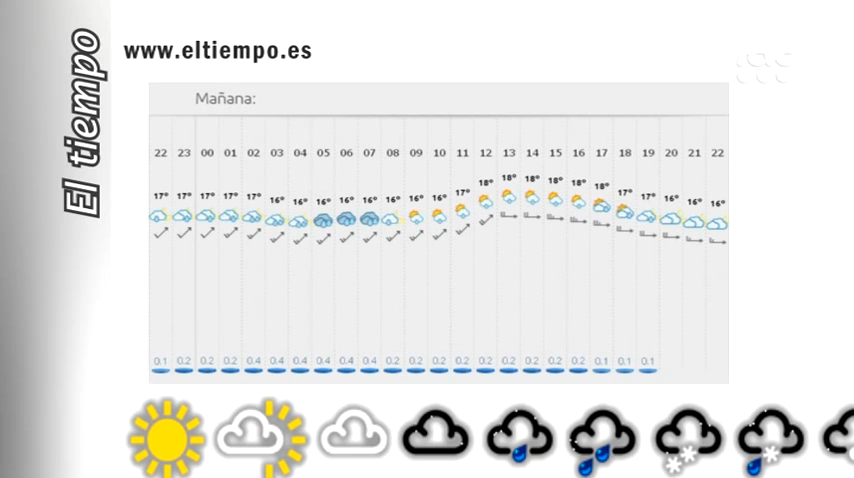 El tiempo
www.eltiempo.es
Mañana:
22 23 00 01 02 03 04 05 06 07 08 09 10 11 12 13 14 15 16 17 18 19 20 21 22
17° 17° 17° 17° 17° 16° 16° 16° 16° 16° 16° 16° 16° 17° 18° 18° 18° 18° 18° 18° 17° 17° 16° 16° 16°
0.1 0.2 0.2 0.2 0.4 0.4 0.4 0.4 0.4 0.4 0.2 0.2 0.2 0.2 0.2 0.2 0.2 0.2 0.2 0.1 0.1 0.1